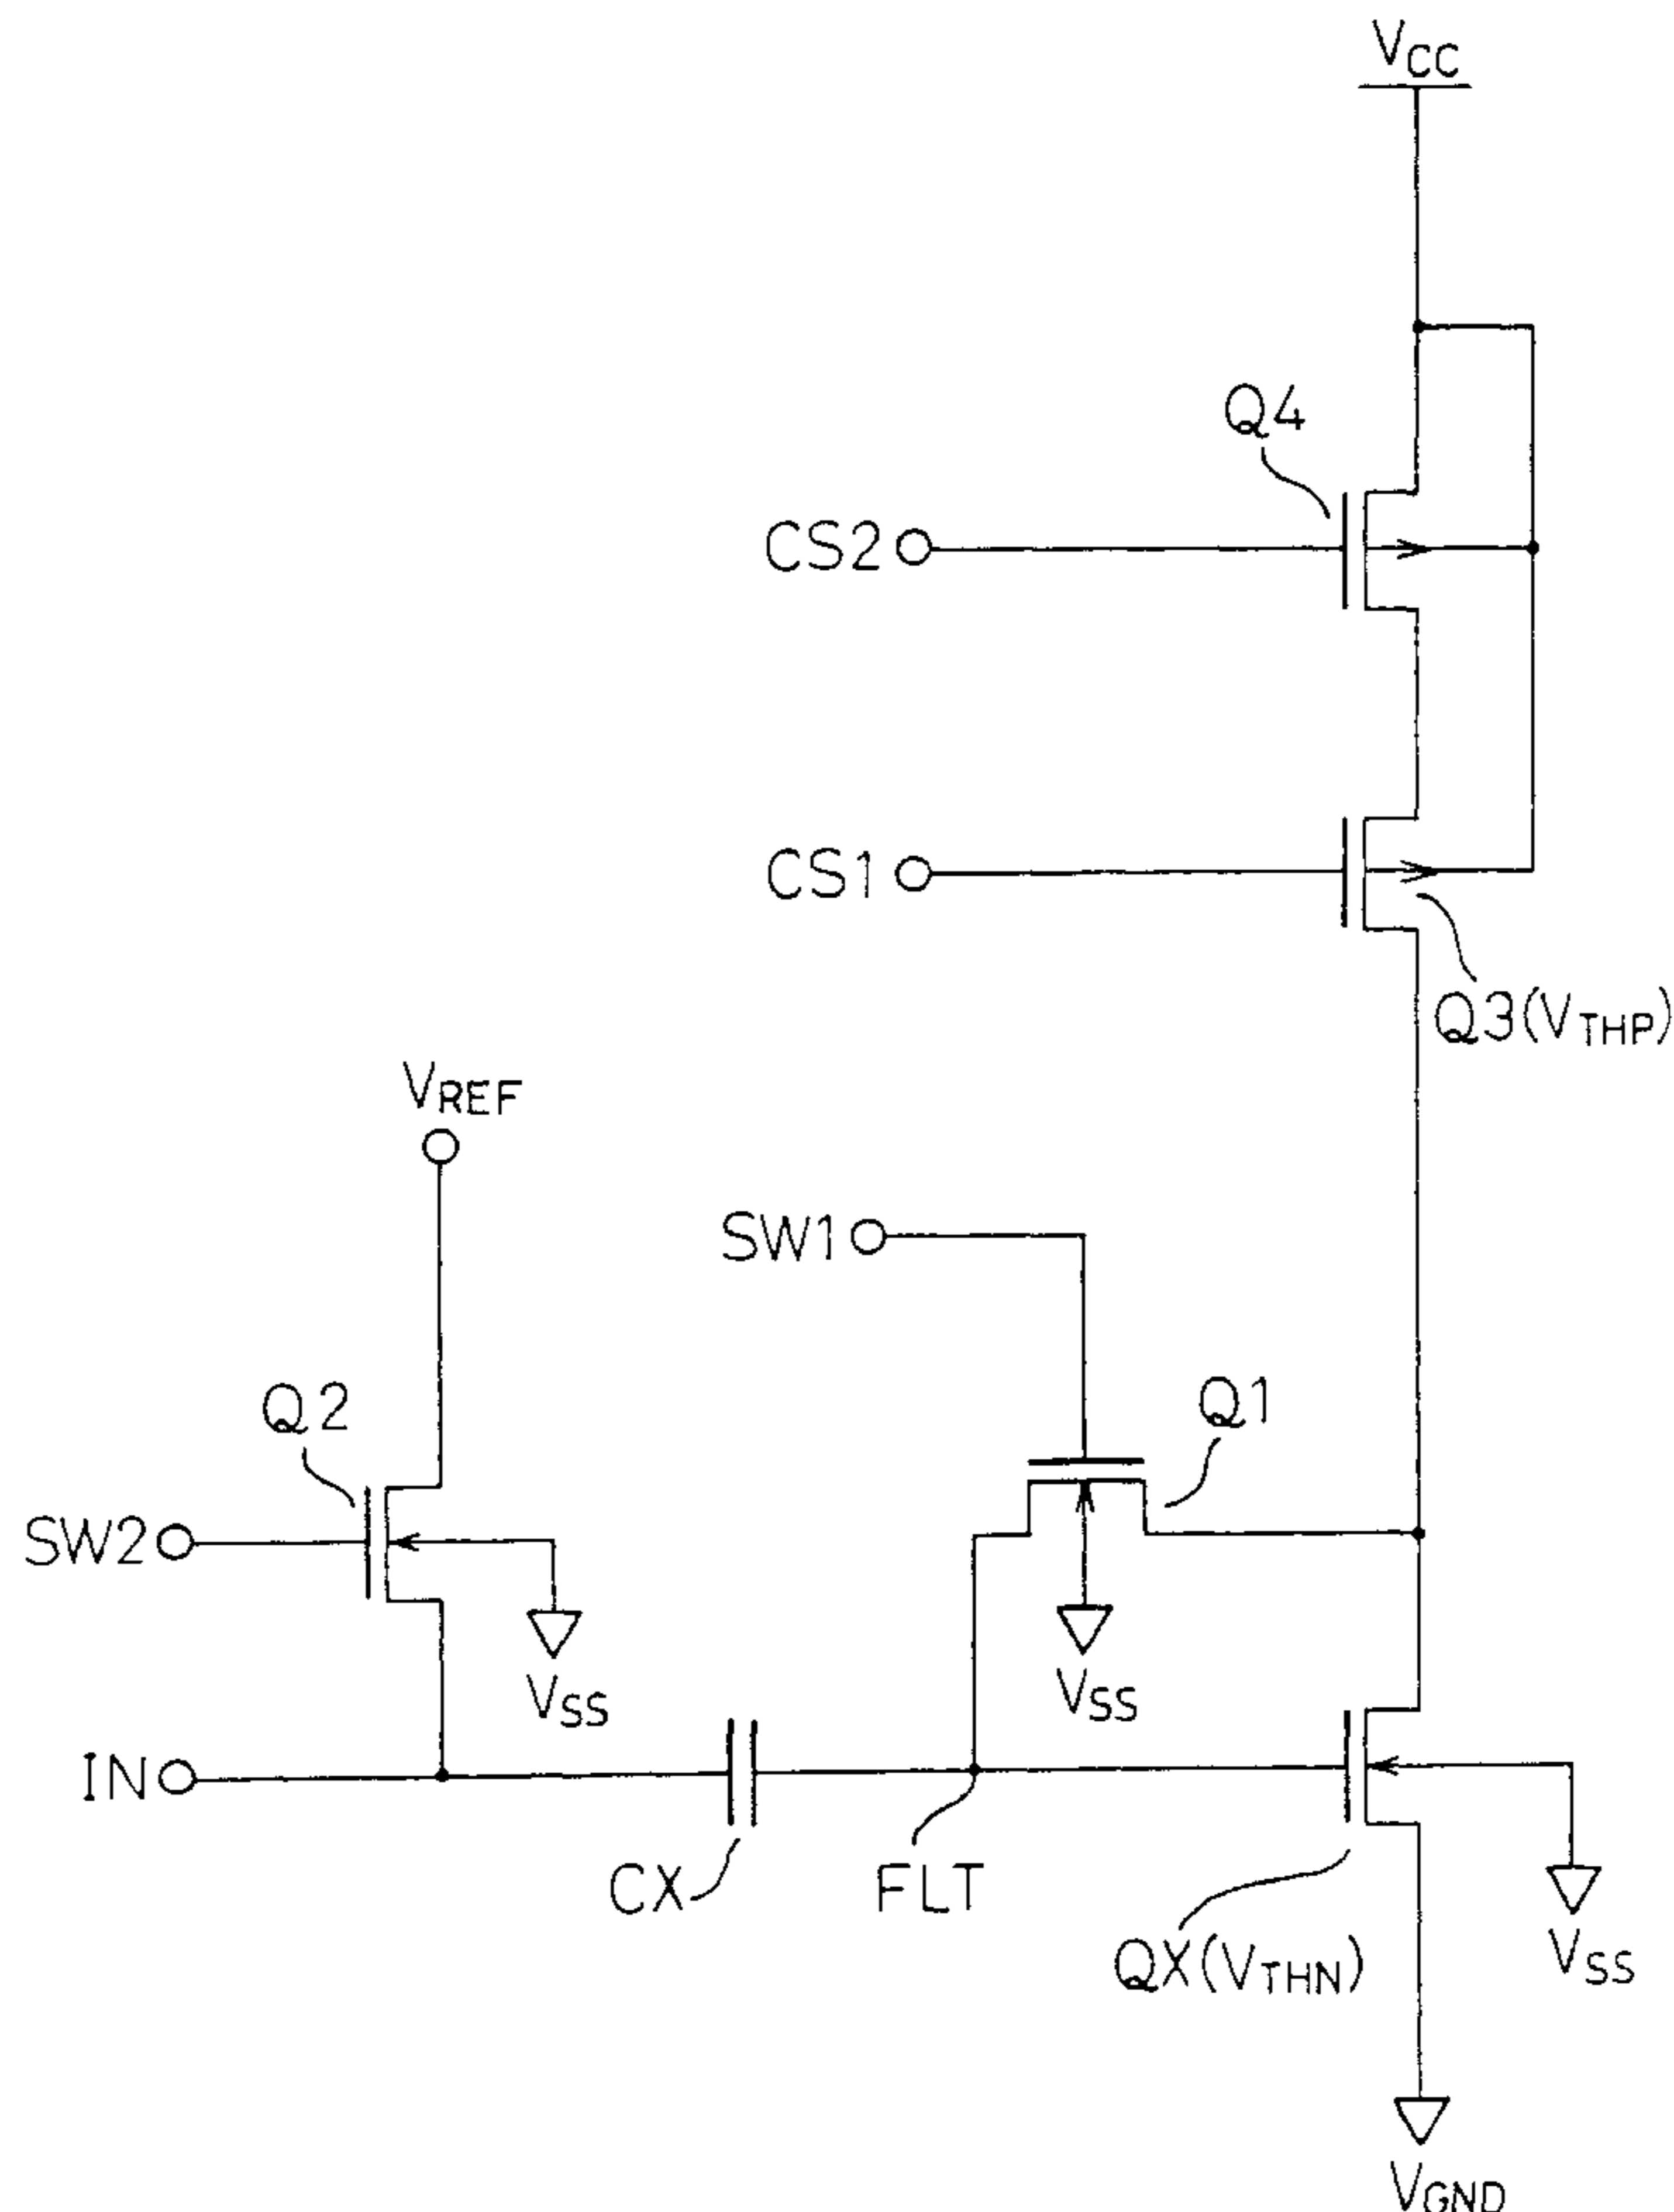 VCC
Q4
CS2
CS1
Q3(VTHP)
VREF
SW1
Q1
Q2
SW2
VSS
VSS
IN
CX
FLT
QX(VTHN)
VSS
VGND